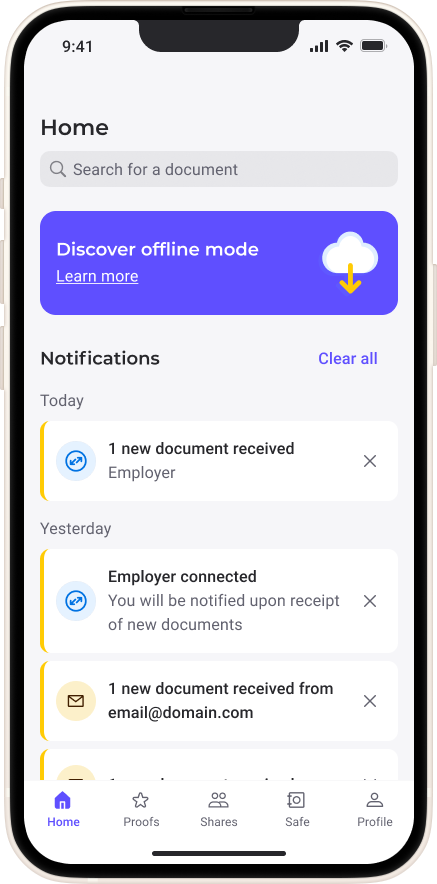 9:41
Home
Search for a document
Discover offline mode
Learn more
Notifications
Clear all
Today
1 new document received
Employer
Yesterday
Employer connected
You will be notified upon receipt
of new documents
1 new document received from
email@domain.com
Home
Proofs
Shares
Safe
Profile